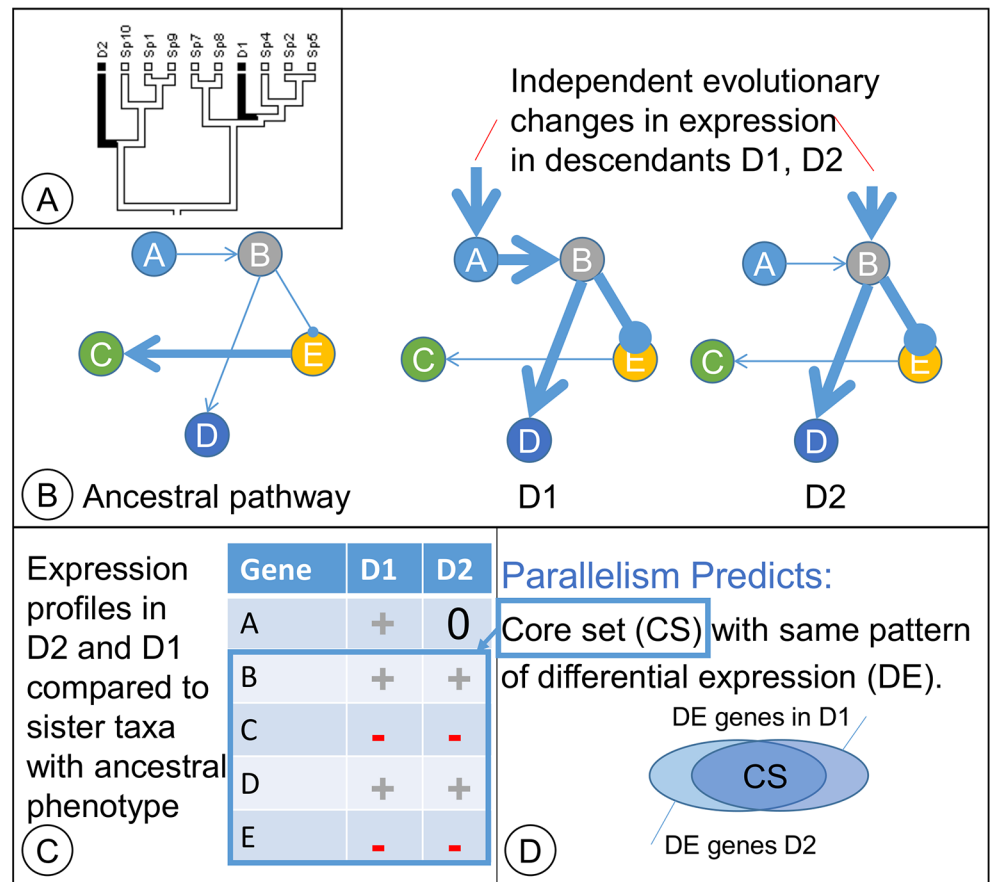 D2
Sp10
Sp1
Sp9
Sp7
Sp8
D1
Sp4
Sp2
Sp5
A
Independent evolutionary
changes in expression
in descendants D1, D2
A
B
C
E
D
A
B
C
E
D
A
B
C
E
D
B
Ancestral pathway
D1
D2
Expression
profiles in
D2 and D1
compared to
sister taxa
with ancestral
phenotype
C
Gene D1 D2
A + 0
B + +
C - -
D + +
E - -
Parallelism Predicts:
Core set (CS) with same pattern
of differential expression (DE).
DE genes in D1
CS
DE genes D2
D